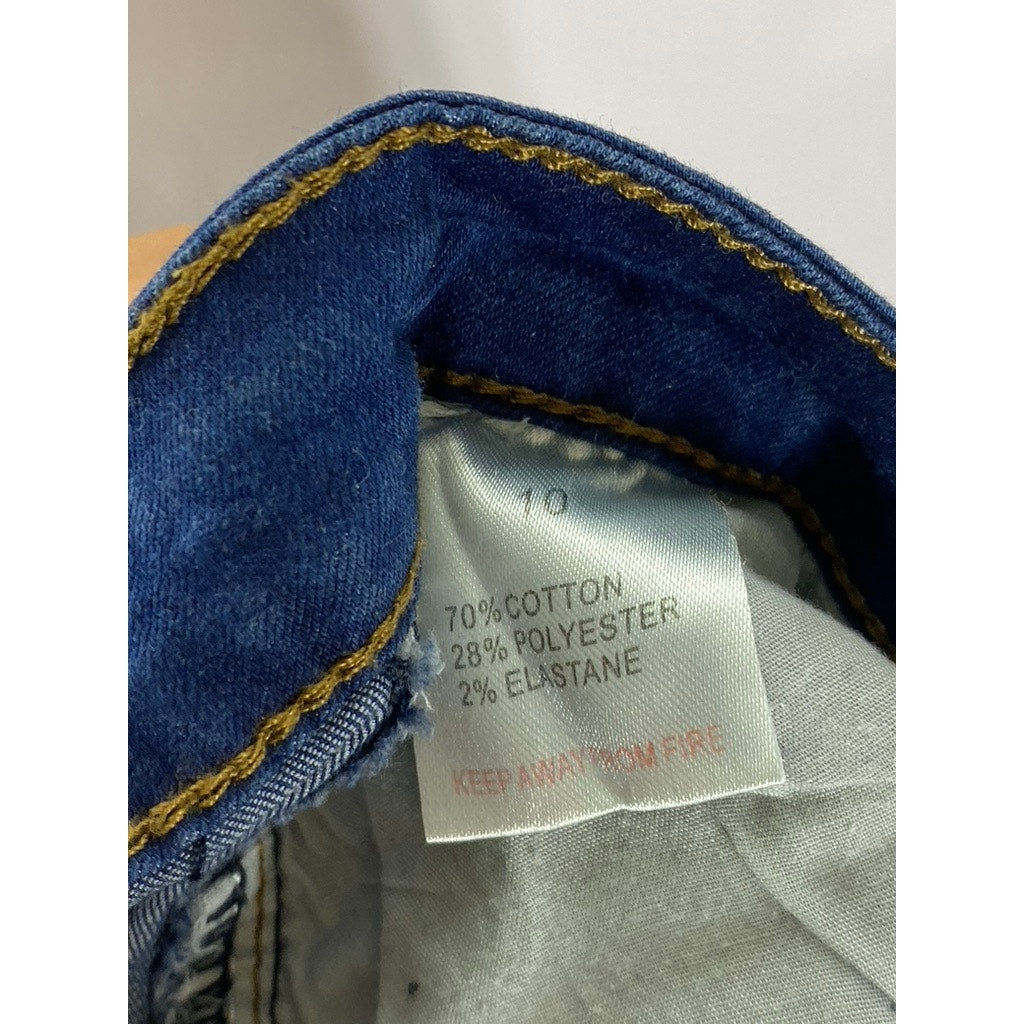 10
70% COTTON
28% POLYESTER
2% ELASTANE
KEEP AWAY FROM FIRE